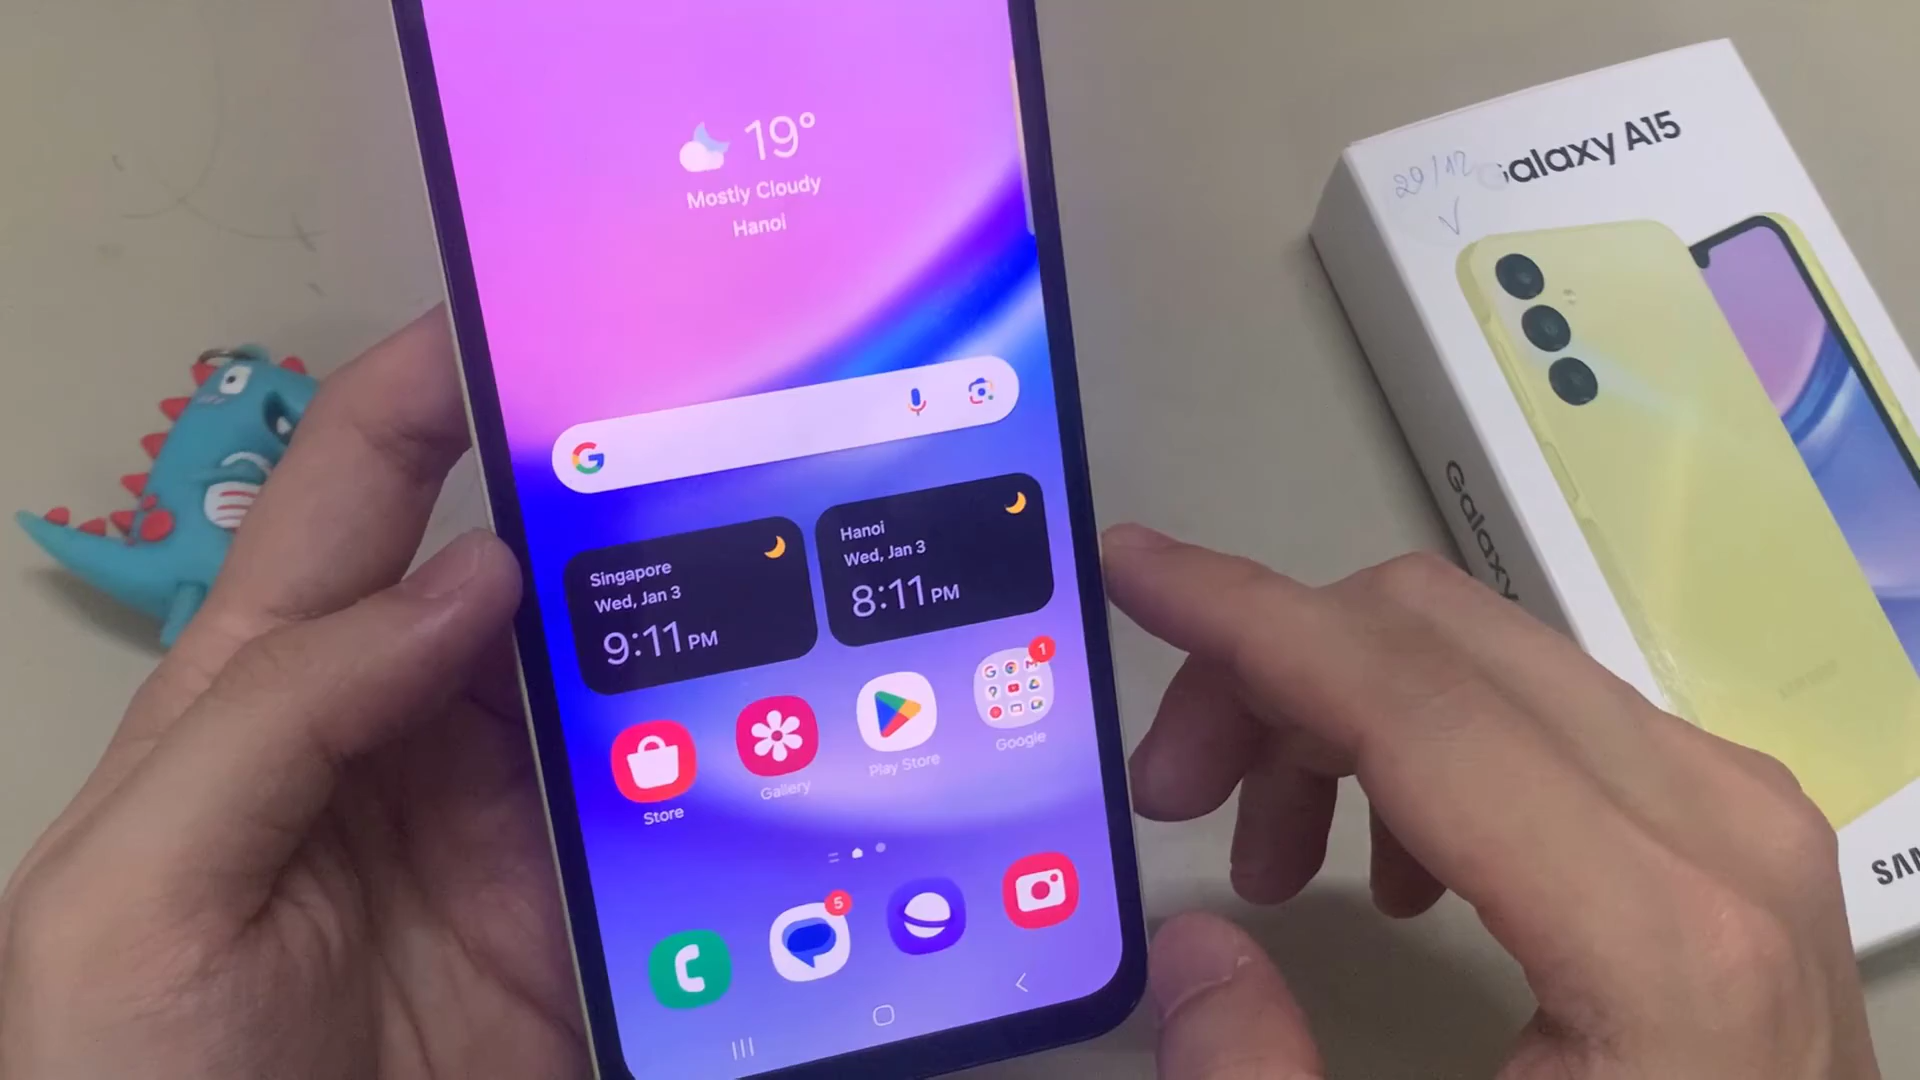 19°
Mostly Cloudy
Hanoi
Singapore
Wed, Jan 3
9:11 PM
Hanoi
Wed, Jan 3
8:11 PM
1
Store
Gallery
Play Store
Google
5
29/12
Galaxy A15
Galaxy
SAMSUNG